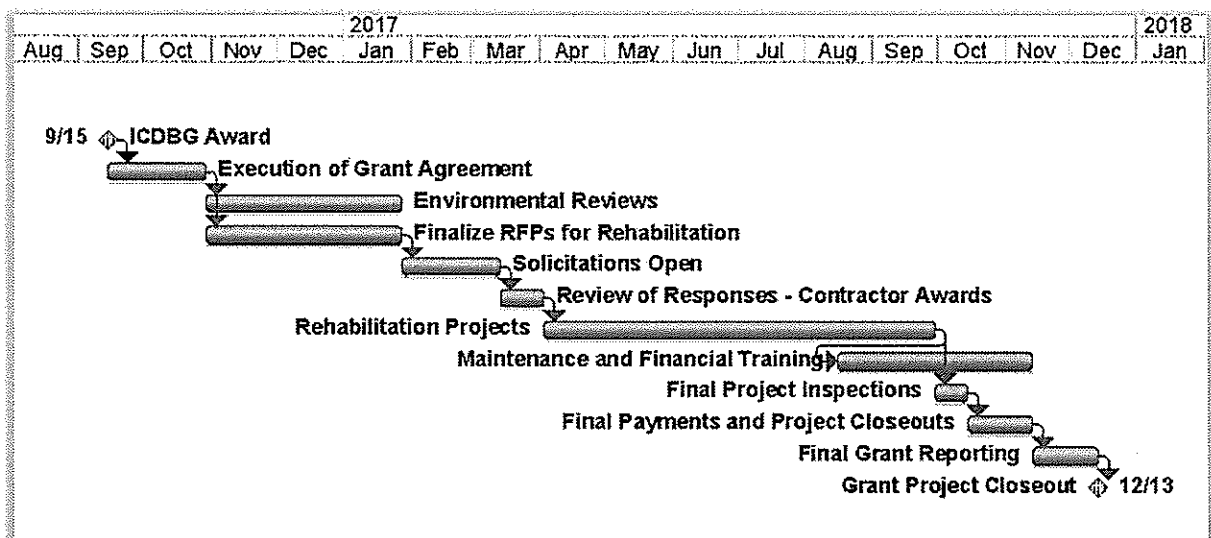 2017 2018
Aug Sep Oct Nov Dec Jan Feb Mar Apr May Jun Jul Aug Sep Oct Nov Dec Jan
9/15 ICDBG Award
Execution of Grant Agreement
Environmental Reviews
Finalize RFPs for Rehabilitation
Solicitations Open
Review of Responses - Contractor Awards
Rehabilitation Projects
Maintenance and Financial Training
Final Project Inspections
Final Payments and Project Closeouts
Final Grant Reporting
Grant Project Closeout 12/13